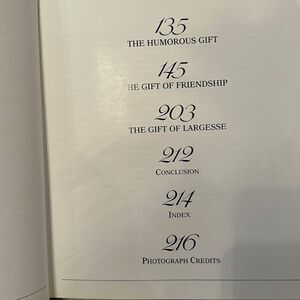 135
THE HUMOROUS GIFT
145
THE GIFT OF FRIENDSHIP
203
THE GIFT OF LARGESSE
212
CONCLUSION
214
INDEX
216
PHOTOGRAPH CREDITS